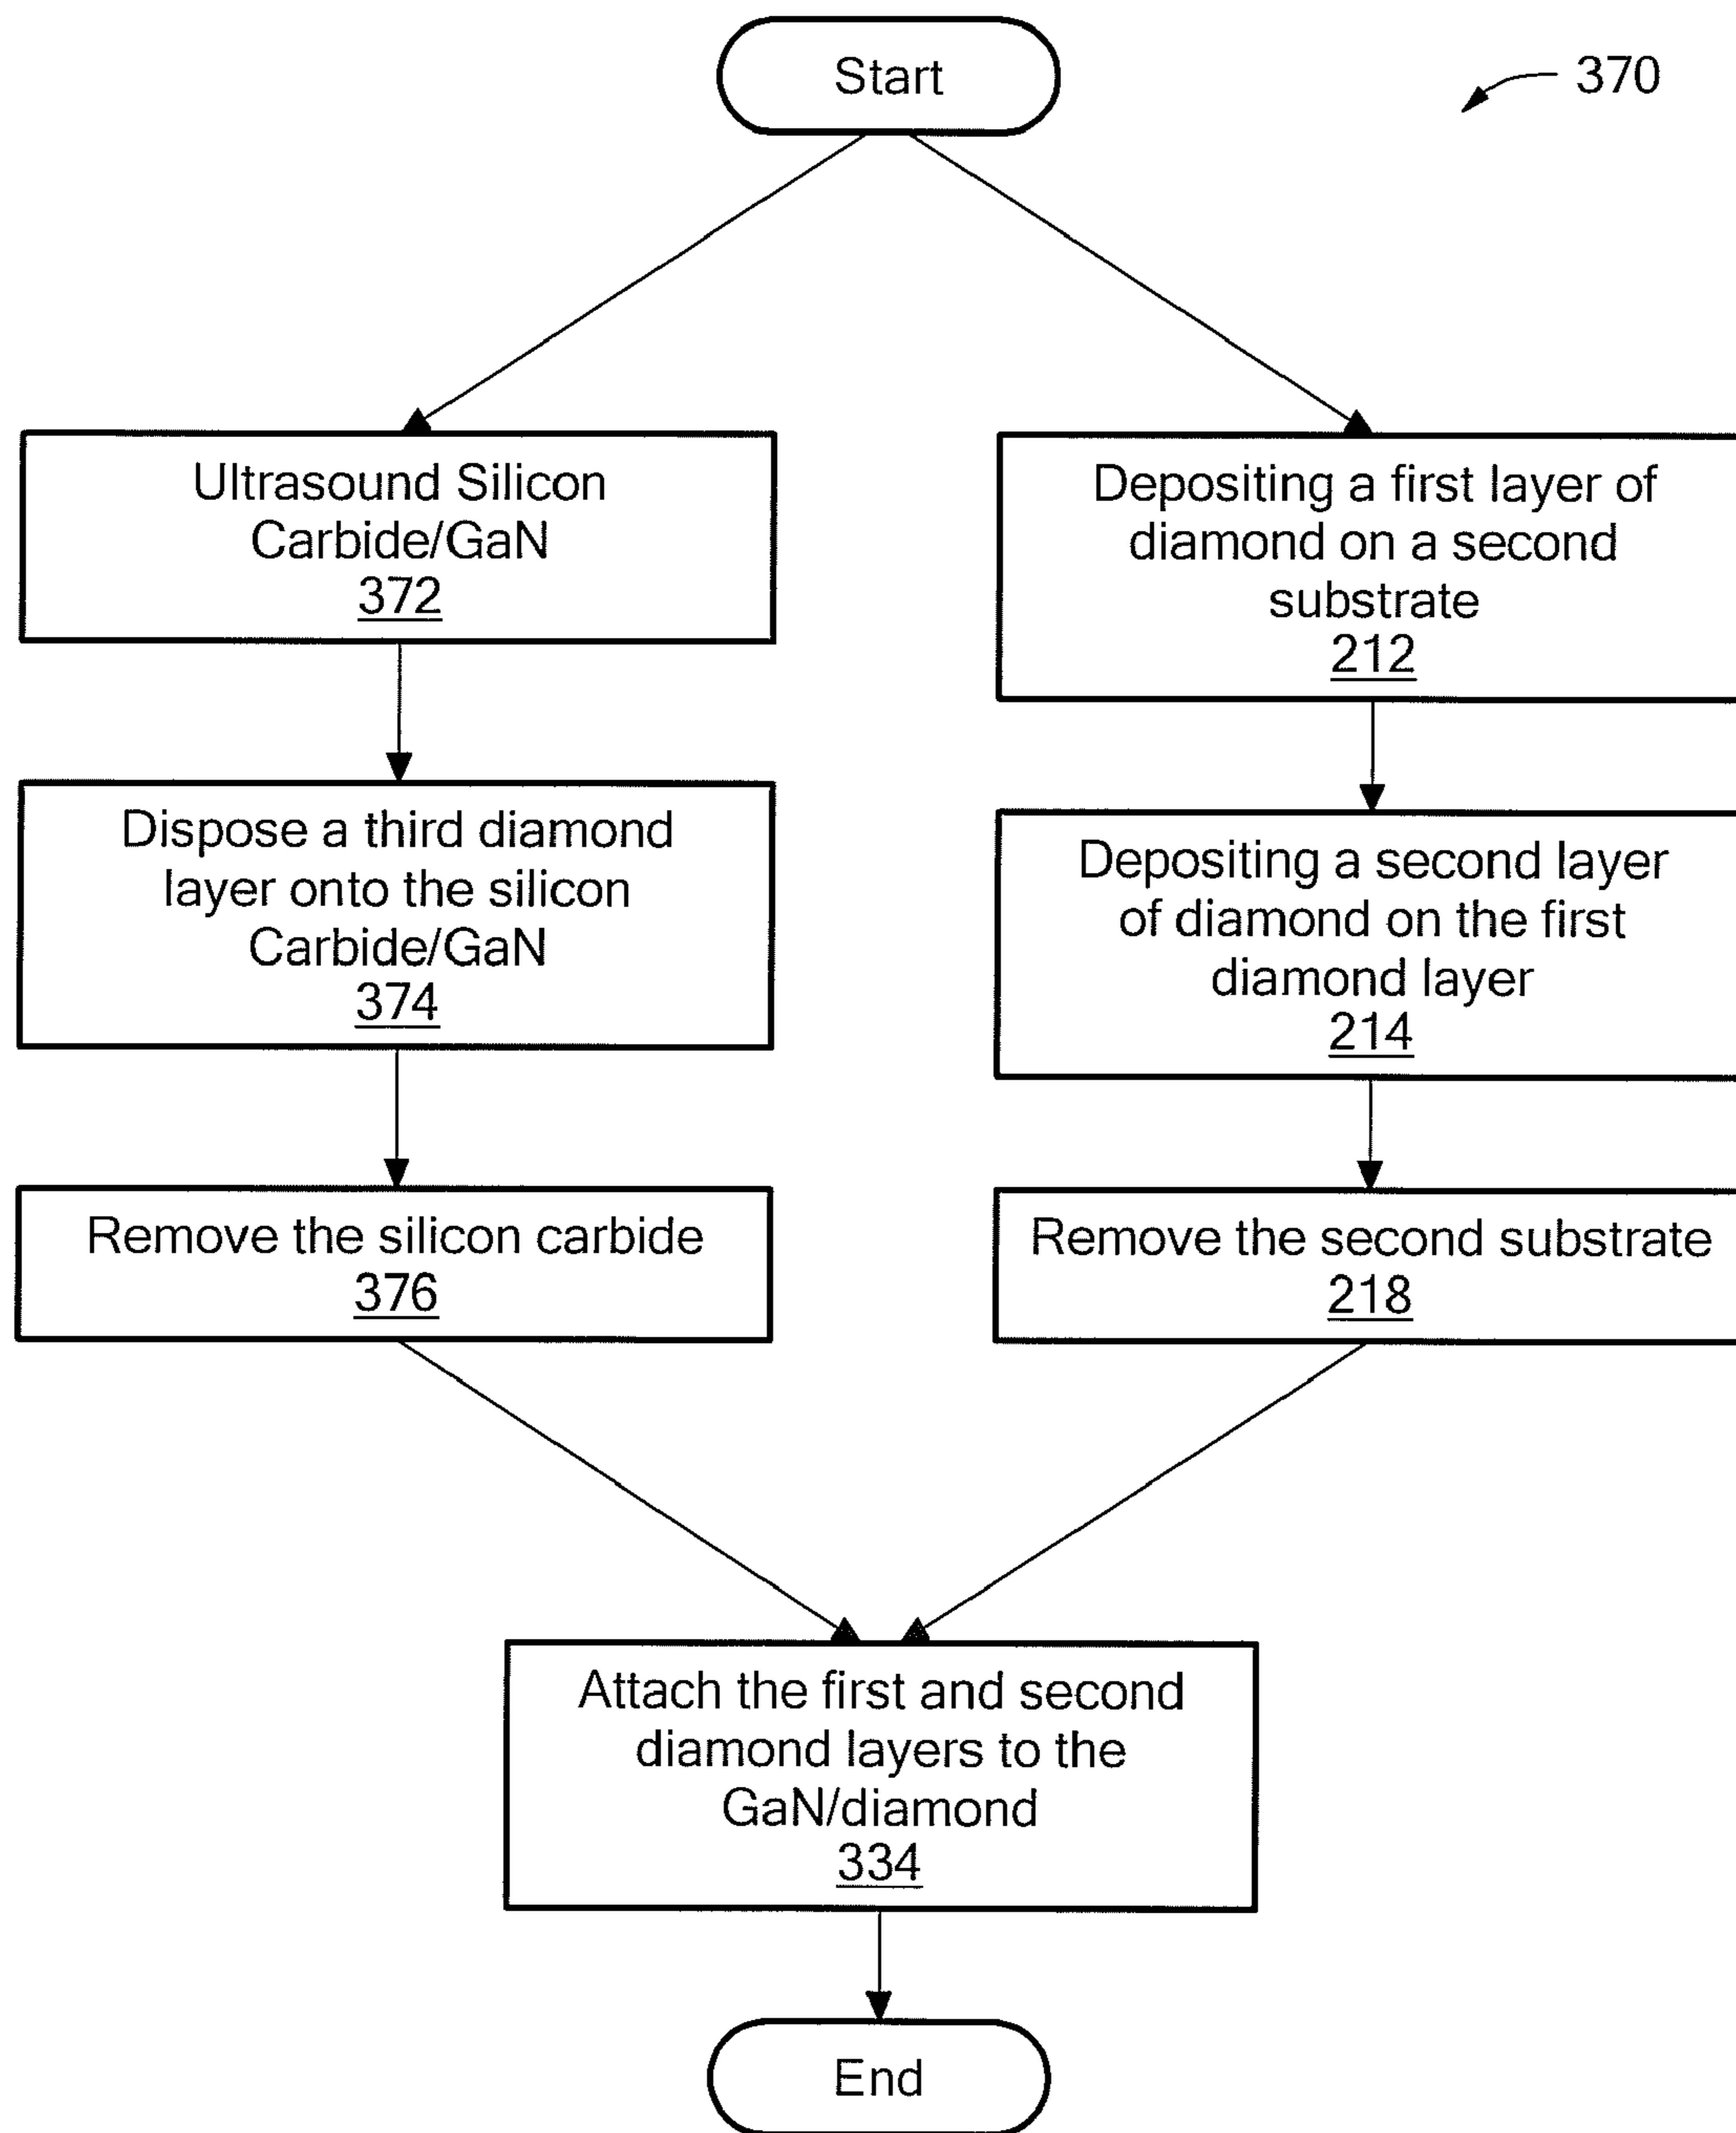 Start
370
Ultrasound Silicon
Carbide/GaN
372
Dispose a third diamond
layer onto the silicon
Carbide/GaN
374
Remove the silicon carbide
376
Depositing a first layer of
diamond on a second
substrate
212
Depositing a second layer
of diamond on the first
diamond layer
214
Remove the second substrate
218
Attach the first and second
diamond layers to the
GaN/diamond
334
End